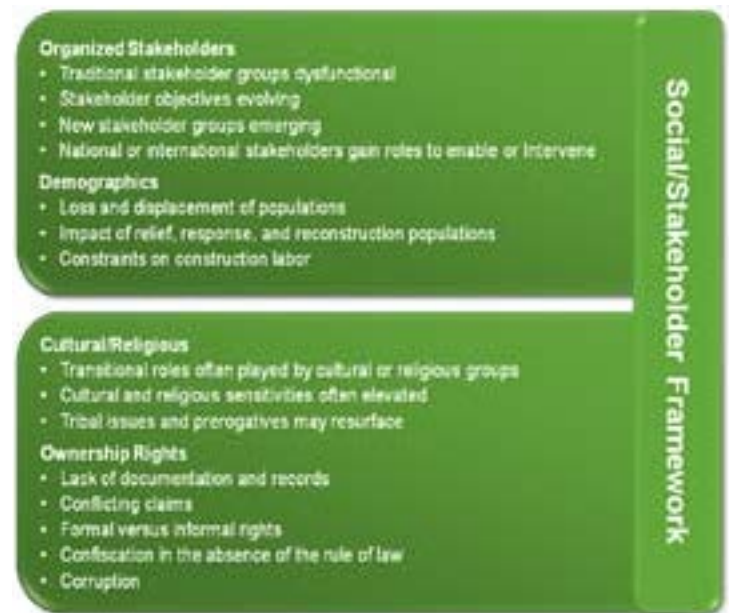 Organized Stakeholders
• Traditional stakeholder groups dysfunctional
• Stakeholder objectives evolving
• New stakeholder groups emerging
• National or international stakeholders gain roles to enable or intervene
Demographics
• Loss and displacement of populations
• Impact of relief, response, and reconstruction populations
• Constraints on construction labor
Cultural/Religious
• Transitional roles often played by cultural or religious groups
• Cultural and religious sensitivities often elevated
• Tribal issues and prerogatives may resurface
Ownership Rights
• Lack of documentation and records
• Conflicting claims
• Formal versus informal rights
• Confiscation in the absence of the rule of law
• Corruption
Social/Stakeholder Framework